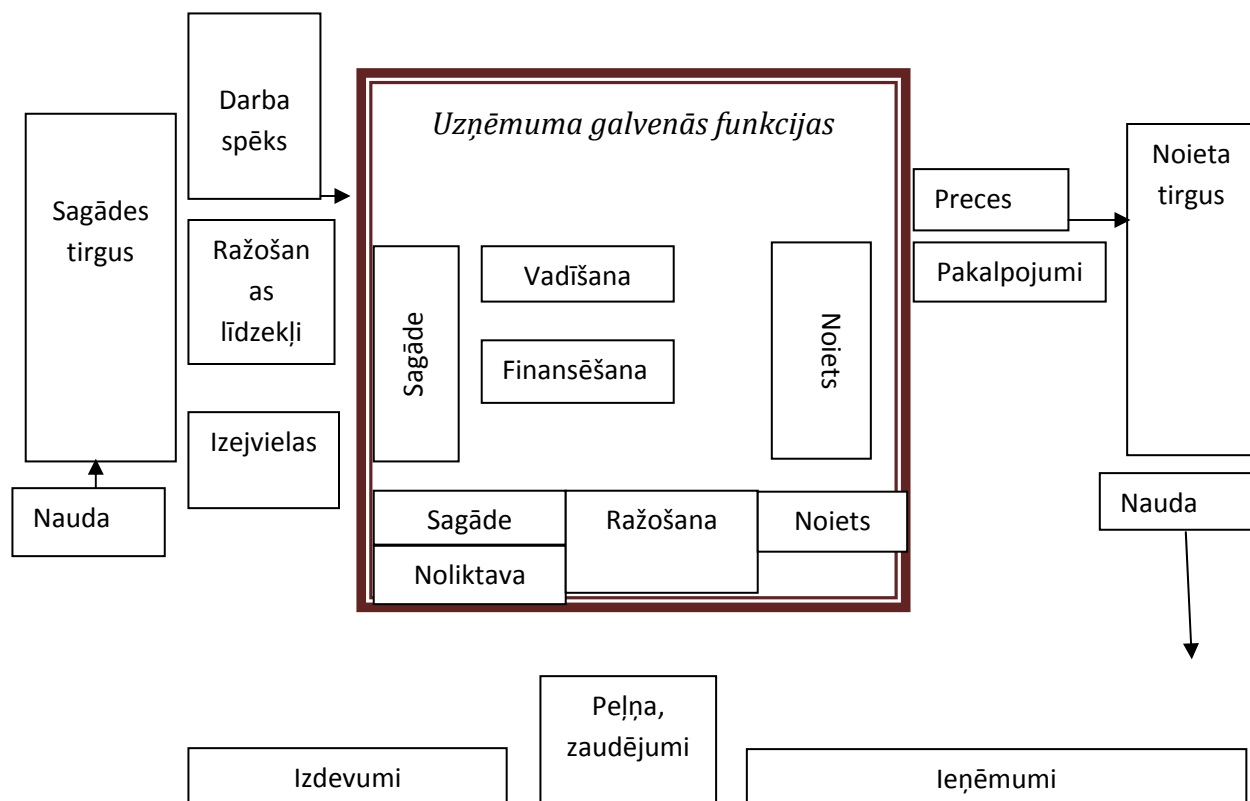 Darba
spēks
Uzņēmuma galvenās funkcijas
Sagādes
tirgus
Ražošan
as
līdzekļi
Izejvielas
Nauda
Sagāde
Vadīšana
Finansēšana
Noiets
Sagāde
Ražošana
Noiets
Noliktava
Preces
Pakalpojumi
Noieta
tirgus
Nauda
Peļņa,
zaudējumi
Izdevumi
Ieņēmumi